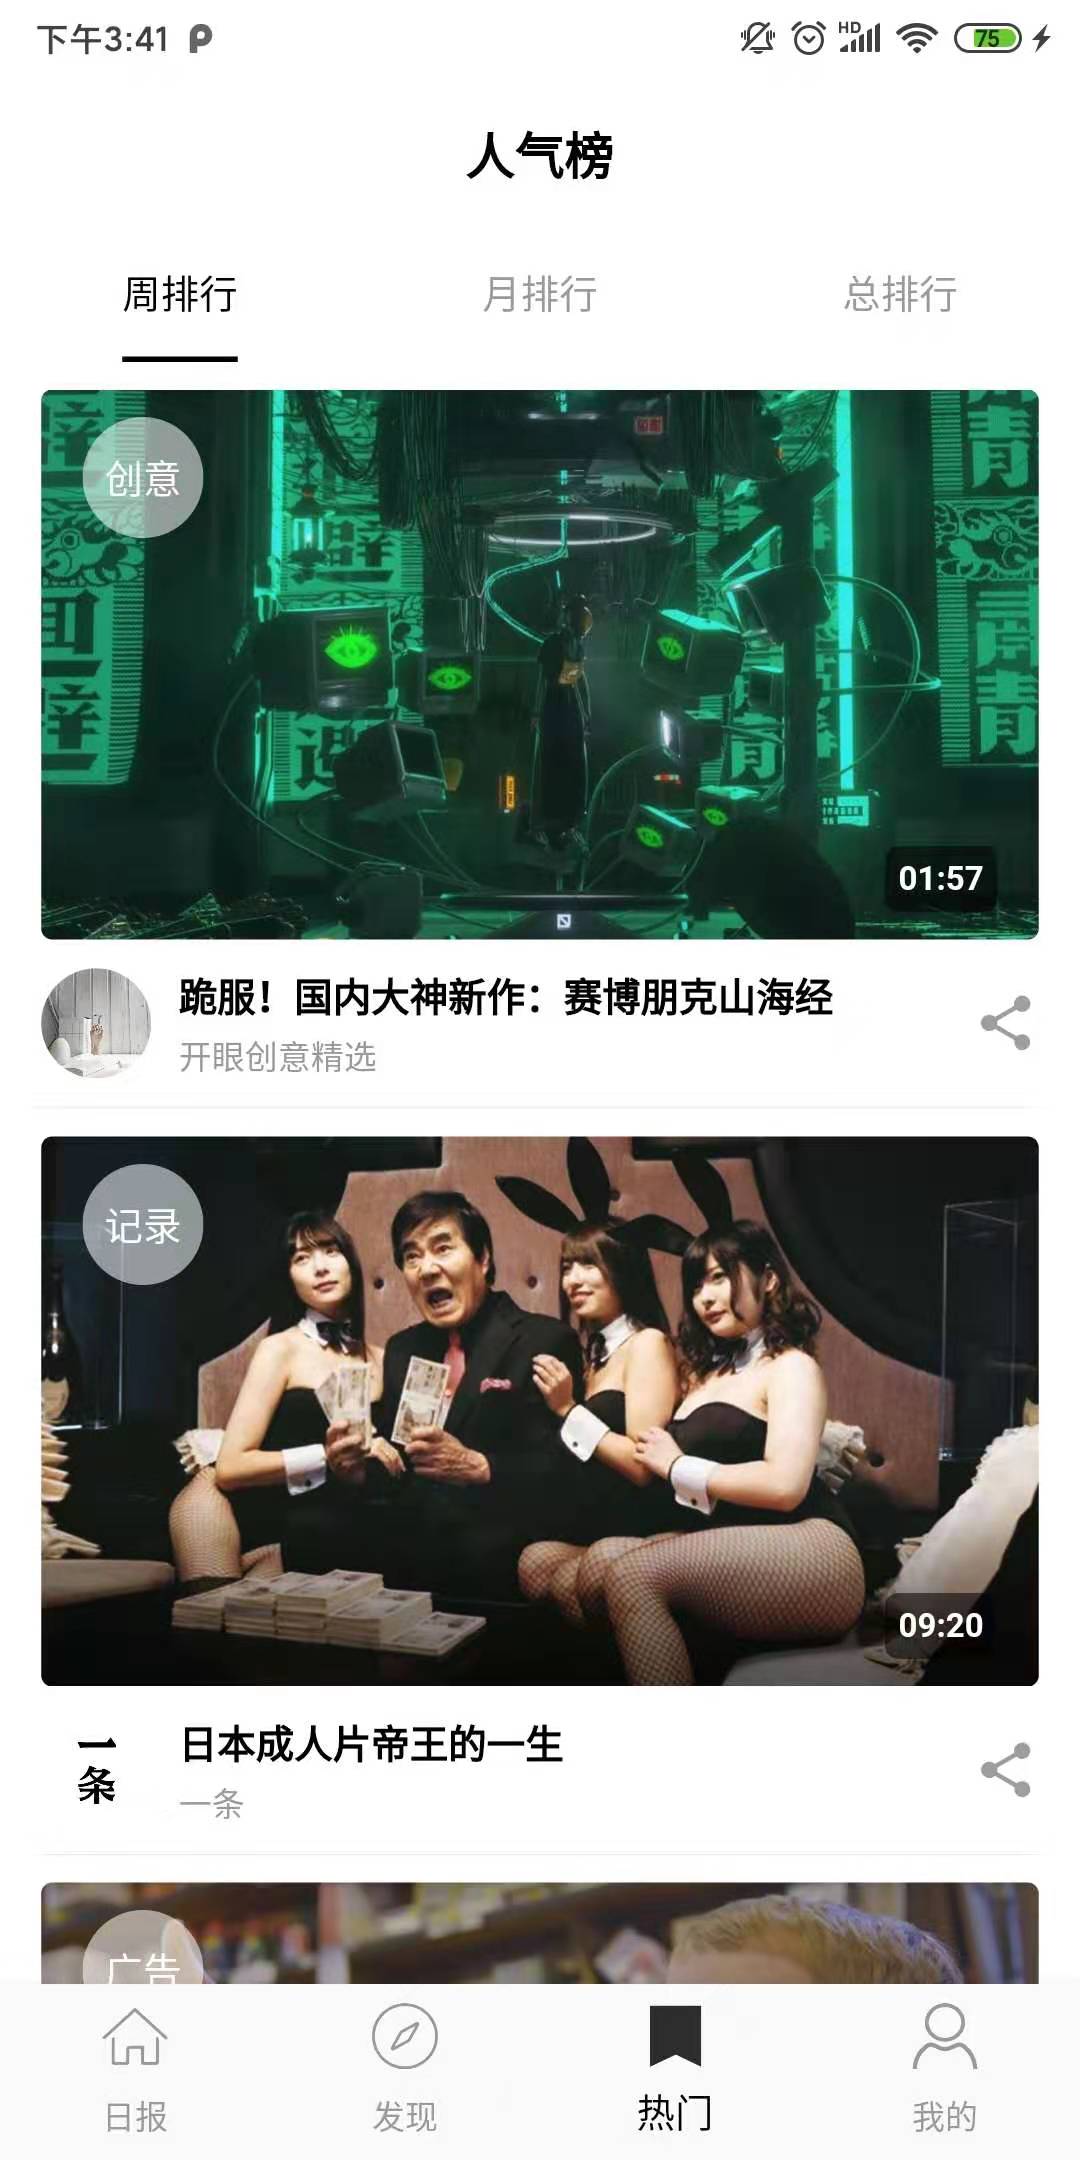 下午3:41
HD
75
人气榜
周排行
月排行
总排行
创意
01:57
跪服！国内大神新作：赛博朋克山海经
开眼创意精选
记录
09:20
一条
日本成人片帝王的一生
一条
广告
日报
发现
热门
我的